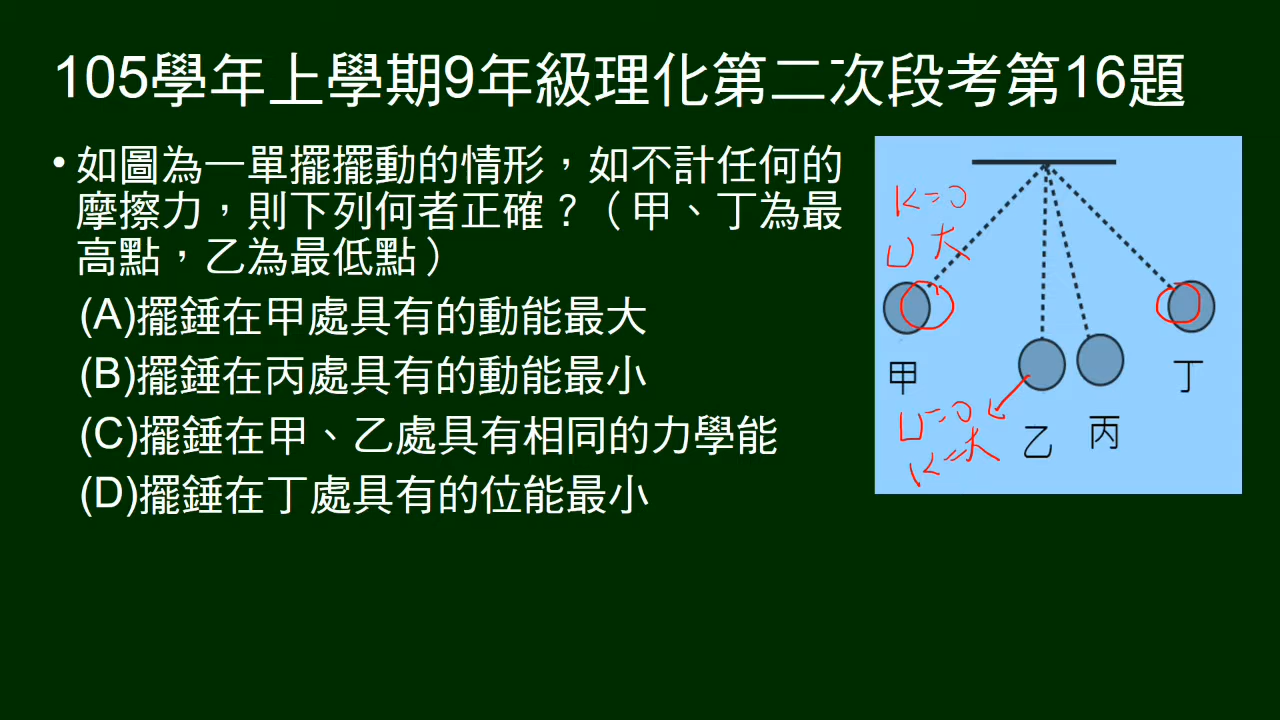 105學年上學期9年級理化第二次段考第16題
•如圖為一單擺擺動的情形，如不計任何的
摩擦力，則下列何者正確？（甲、丁為最
高點，乙為最低點）
(A)擺錘在甲處具有的動能最大
(B)擺錘在丙處具有的動能最小
(C)擺錘在甲、乙處具有相同的力學能
(D)擺錘在丁處具有的位能最小
K=0
U大
甲
丁
U=0
K=大
乙
丙